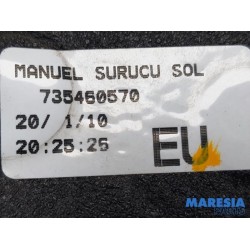 MANUEL SURUCU SOL
735460570
20/ 1/10
20:25:25
EU
MARESIA